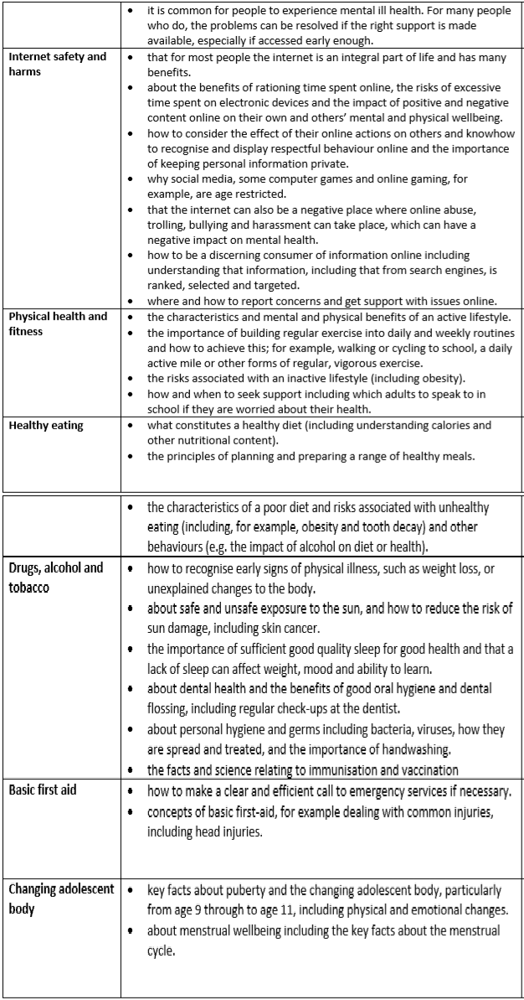 it is common for people to experience mental ill health. For many people
who do, the problems can be resolved if the right support is made
available, especially if accessed early enough.
Internet safety and
harms
• that for most people the internet is an integral part of life and has many
benefits.
• about the benefits of rationing time spent online, the risks of excessive
time spent on electronic devices and the impact of positive and negative
content online on their own and others' mental and physical wellbeing.
• how to consider the effect of their online actions on others and knowhow
to recognise and display respectful behaviour online and the importance
of keeping personal information private.
• why social media, some computer games and online gaming, for
example, are age restricted.
• that the internet can also be a negative place where online abuse,
trolling, bullying and harassment can take place, which can have a
negative impact on mental health.
• how to be a discerning consumer of information online including
understanding that information, including that from search engines, is
ranked, selected and targeted.
• where and how to report concerns and get support with issues online.
Physical health and
fitness
• the characteristics and mental and physical benefits of an active lifestyle.
• the importance of building regular exercise into daily and weekly routines
and how to achieve this; for example, walking or cycling to school, a daily
active mile or other forms of regular, vigorous exercise.
• the risks associated with an inactive lifestyle (including obesity).
• how and when to seek support including which adults to speak to in
school if they are worried about their health.
Healthy eating
• what constitutes a healthy diet (including understanding calories and
other nutritional content).
• the principles of planning and preparing a range of healthy meals.
• the characteristics of a poor diet and risks associated with unhealthy
eating (including, for example, obesity and tooth decay) and other
behaviours (e.g. the impact of alcohol on diet or health).
Drugs, alcohol and
tobacco
• how to recognise early signs of physical illness, such as weight loss, or
unexplained changes to the body.
• about safe and unsafe exposure to the sun, and how to reduce the risk of
sun damage, including skin cancer.
• the importance of sufficient good quality sleep for good health and that a
lack of sleep can affect weight, mood and ability to learn.
• about dental health and the benefits of good oral hygiene and dental
flossing, including regular check-ups at the dentist.
• about personal hygiene and germs including bacteria, viruses, how they
are spread and treated, and the importance of handwashing.
• the facts and science relating to immunisation and vaccination
Basic first aid
• how to make a clear and efficient call to emergency services if necessary.
• concepts of basic first-aid, for example dealing with common injuries,
including head injuries.
Changing adolescent
body
• key facts about puberty and the changing adolescent body, particularly
from age 9 through to age 11, including physical and emotional changes.
• about menstrual wellbeing including the key facts about the menstrual
cycle.